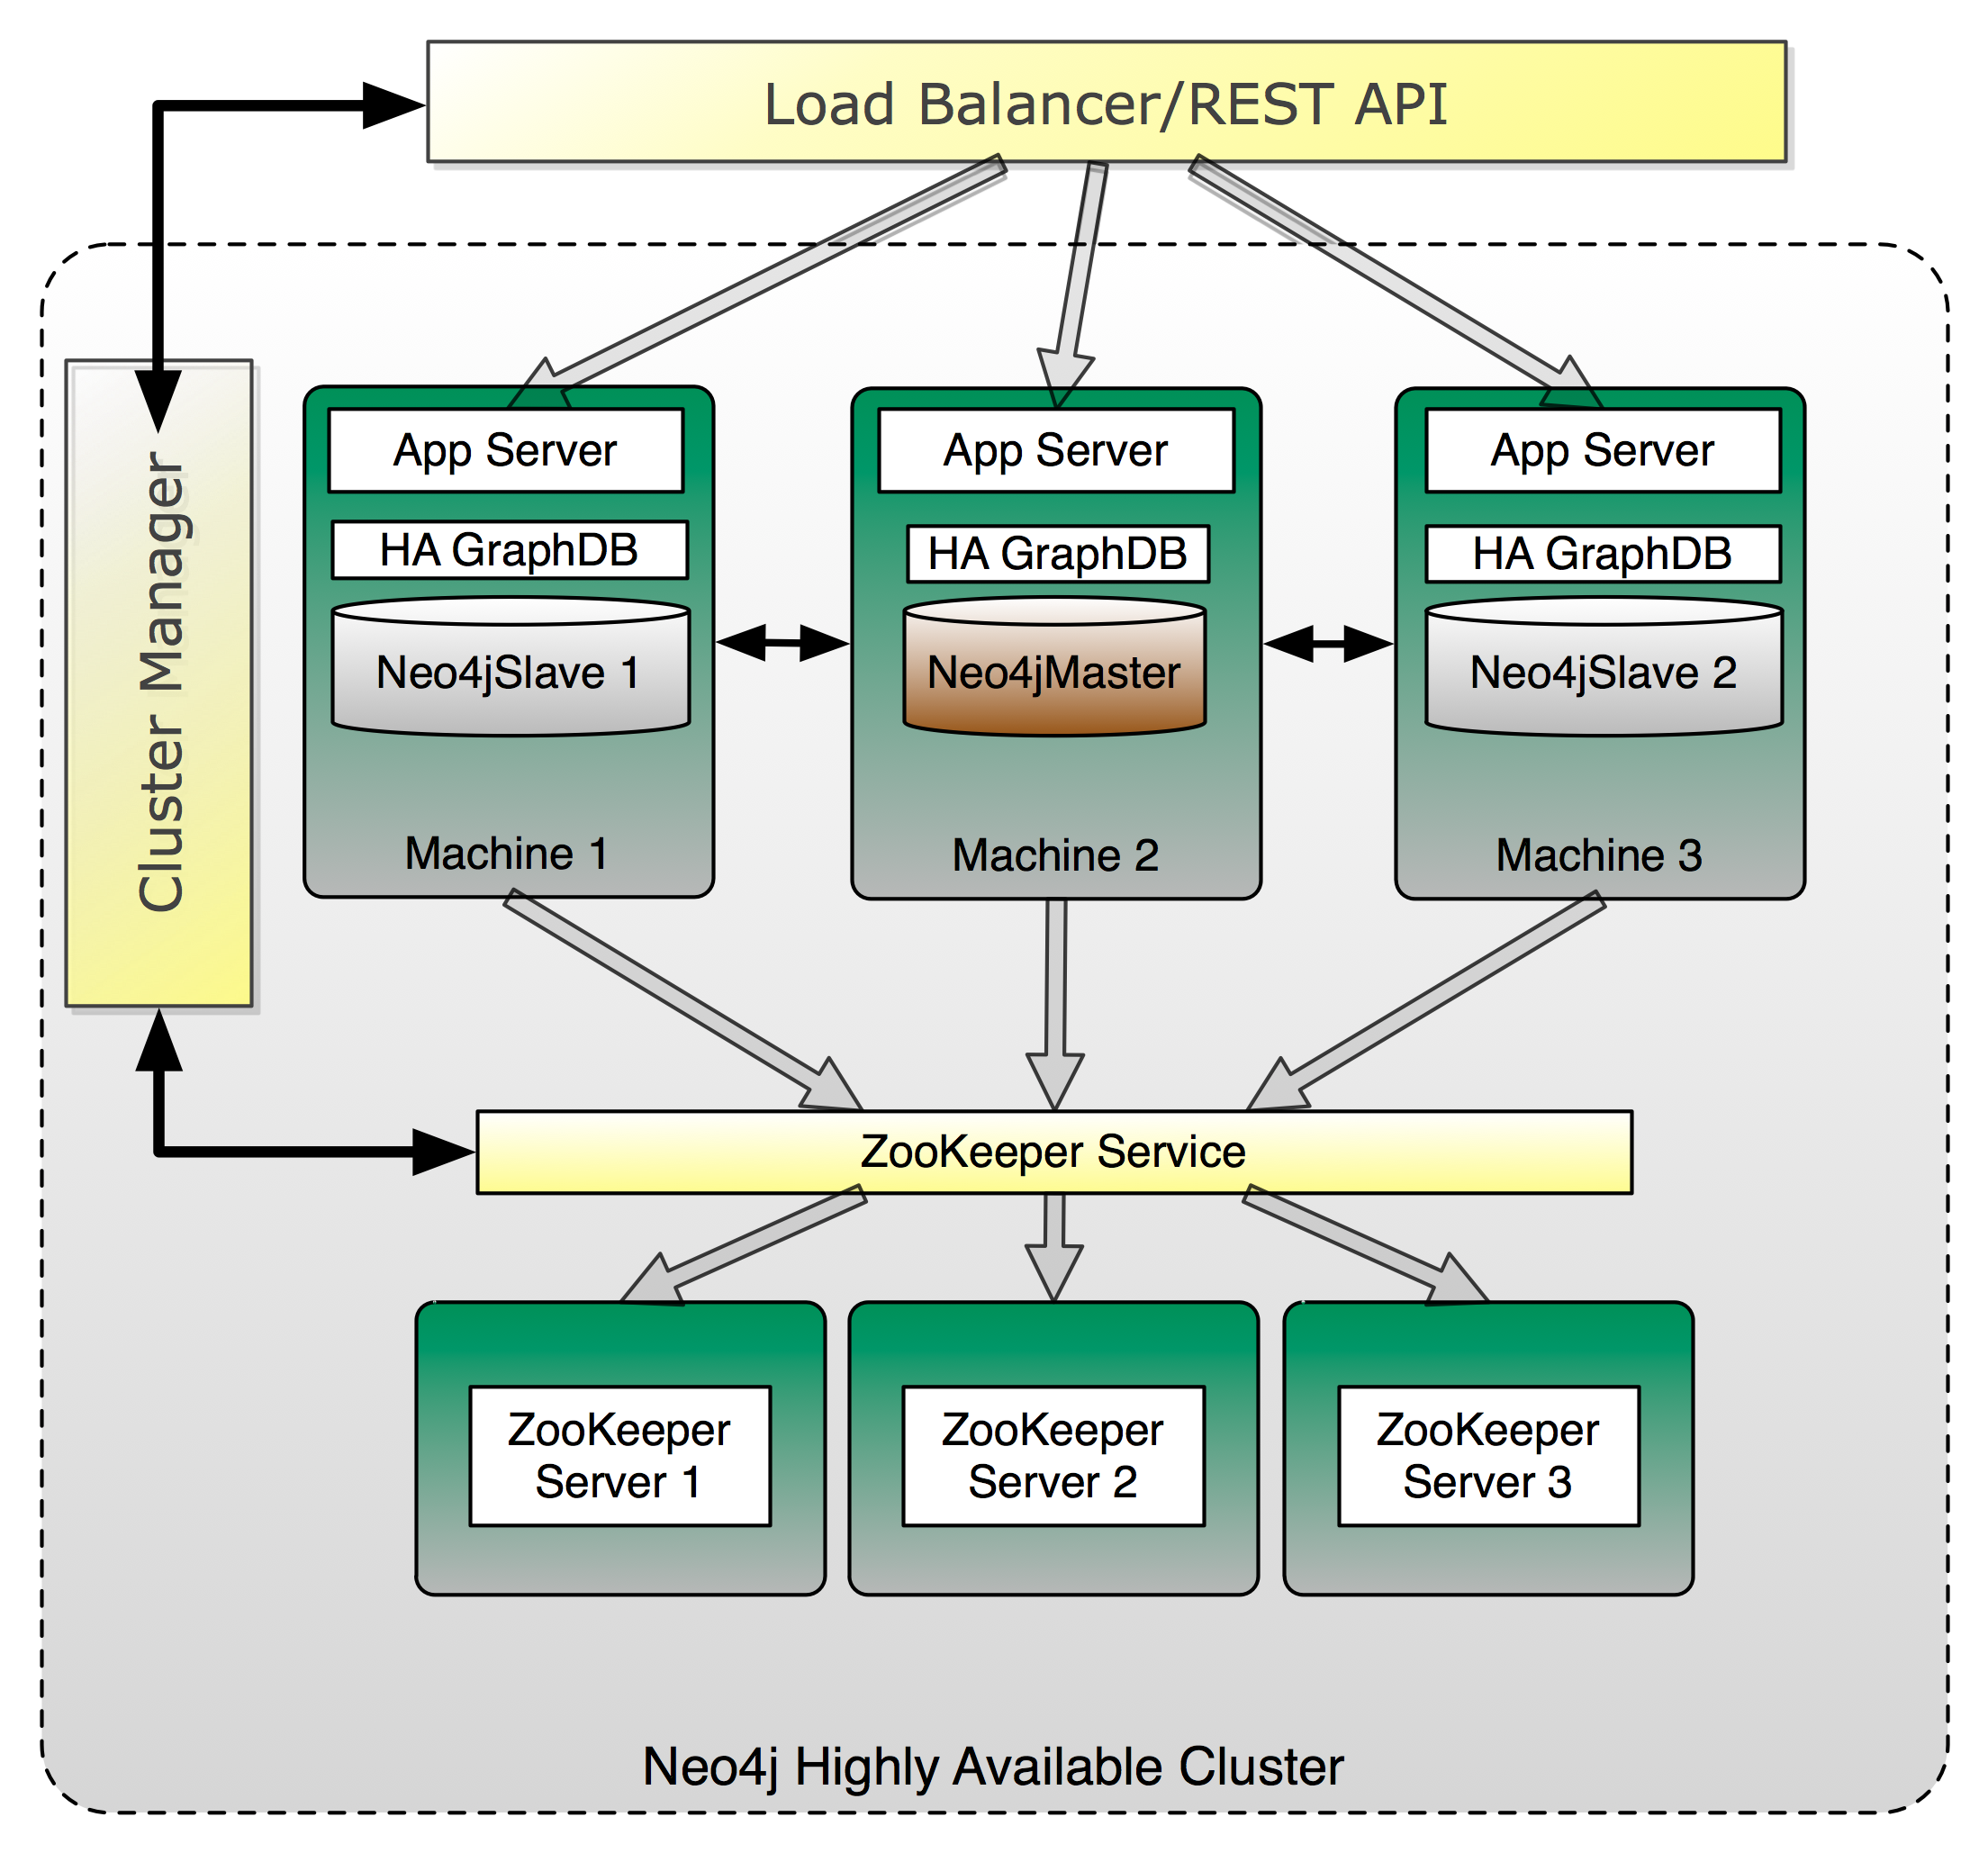 Load Balancer/REST API
Cluster Manager
App Server
HA GraphDB
Neo4jSlave 1
Machine 1
App Server
HA GraphDB
Neo4jMaster
Machine 2
App Server
HA GraphDB
Neo4jSlave 2
Machine 3
ZooKeeper Service
ZooKeeper
Server 1
ZooKeeper
Server 2
ZooKeeper
Server 3
Neo4j Highly Available Cluster